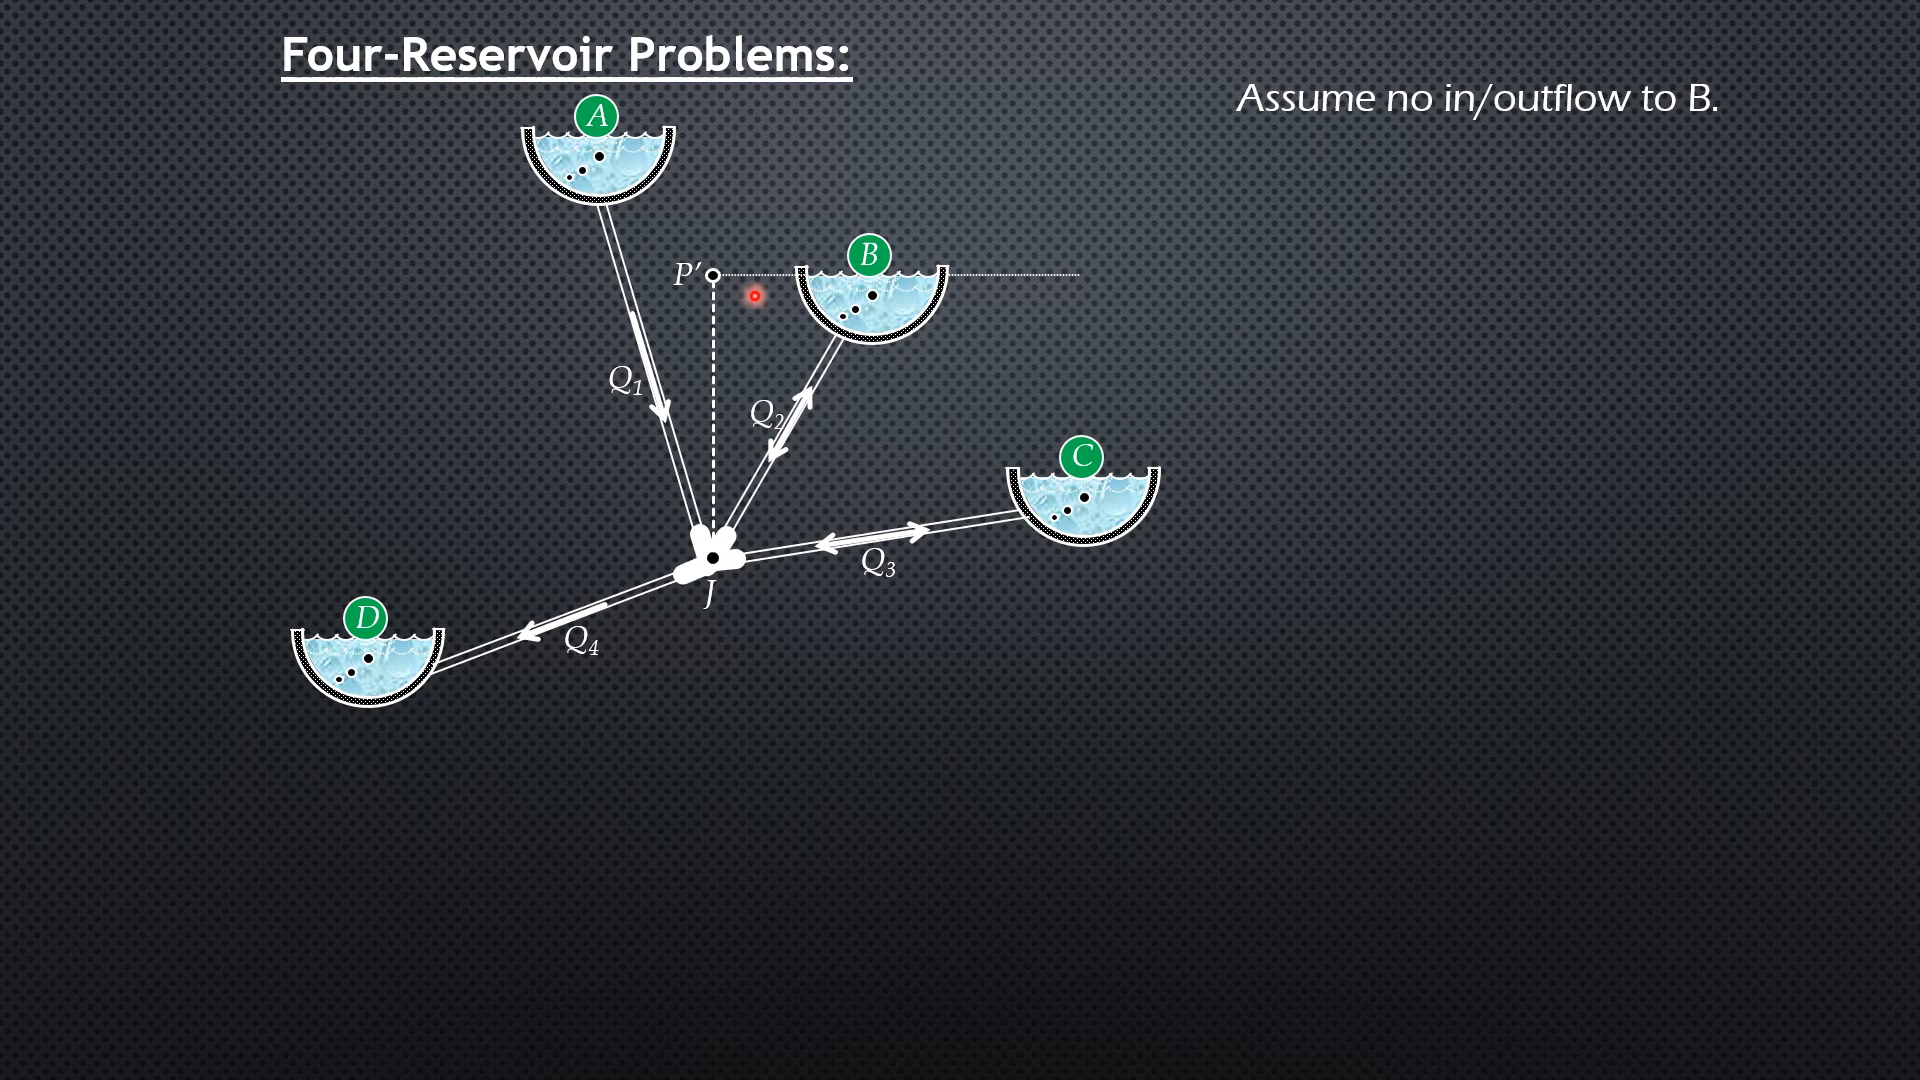 Four-Reservoir Problems:
Assume no in/outflow to B.
A
B
P′
Q1
Q2
C
Q3
J
D
Q4